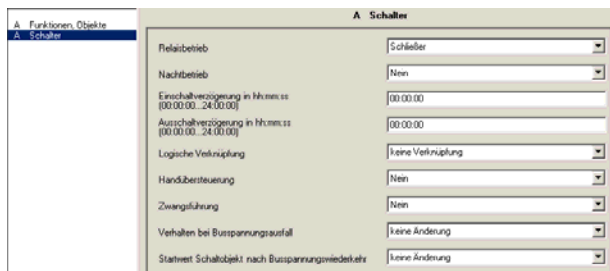 A Schalter
A Funktionen, Objekte
A Schalter
Relaisbetrieb Schließer
Nachtbetrieb Nein
Einschaltverzögerung in hh:mm:ss
(00:00:00...24:00:00) 00:00:00
Ausschaltverzögerung in hh:mm:ss
(00:00:00...24:00:00) 00:00:00
Logische Verknüpfung keine Verknüpfung
Handübersteuerung Nein
Zwangsführung Nein
Verhalten bei Busspannungsausfall keine Änderung
Startwert Schaltobjekt nach Busspannungswiederkehr keine Änderung